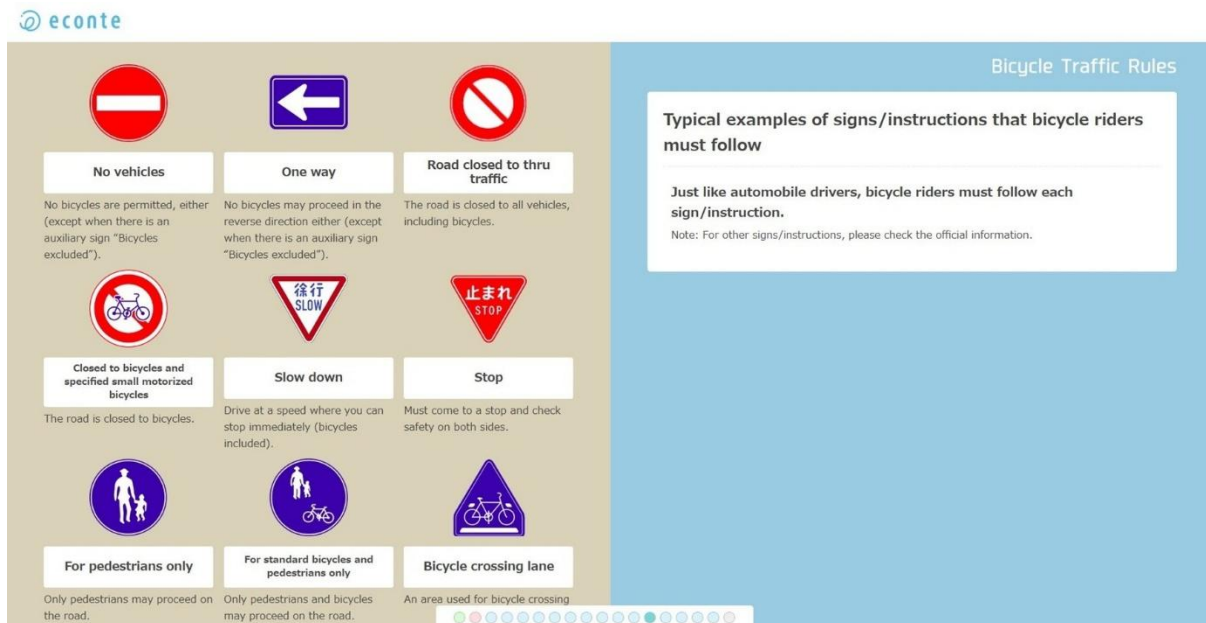 econte
Bicycle Traffic Rules
No vehicles
No bicycles are permitted, either
(except when there is an
auxiliary sign "Bicycles
excluded").
One way
No bicycles may proceed in the
reverse direction either (except
when there is an auxiliary sign
"Bicycles excluded").
Road closed to thru
traffic
The road is closed to all vehicles,
including bicycles.
Closed to bicycles and
specified small motorized
bicycles
The road is closed to bicycles.
徐行
SLOW
Slow down
Drive at a speed where you can
stop immediately (bicycles
included).
止まれ
STOP
Stop
Must come to a stop and check
safety on both sides.
For pedestrians only
Only pedestrians may proceed on
the road.
For standard bicycles and
pedestrians only
Only pedestrians and bicycles
may proceed on the road.
Bicycle crossing lane
An area used for bicycle crossing
Typical examples of signs/instructions that bicycle riders
must follow
Just like automobile drivers, bicycle riders must follow each
sign/instruction.
Note: For other signs/instructions, please check the official information.